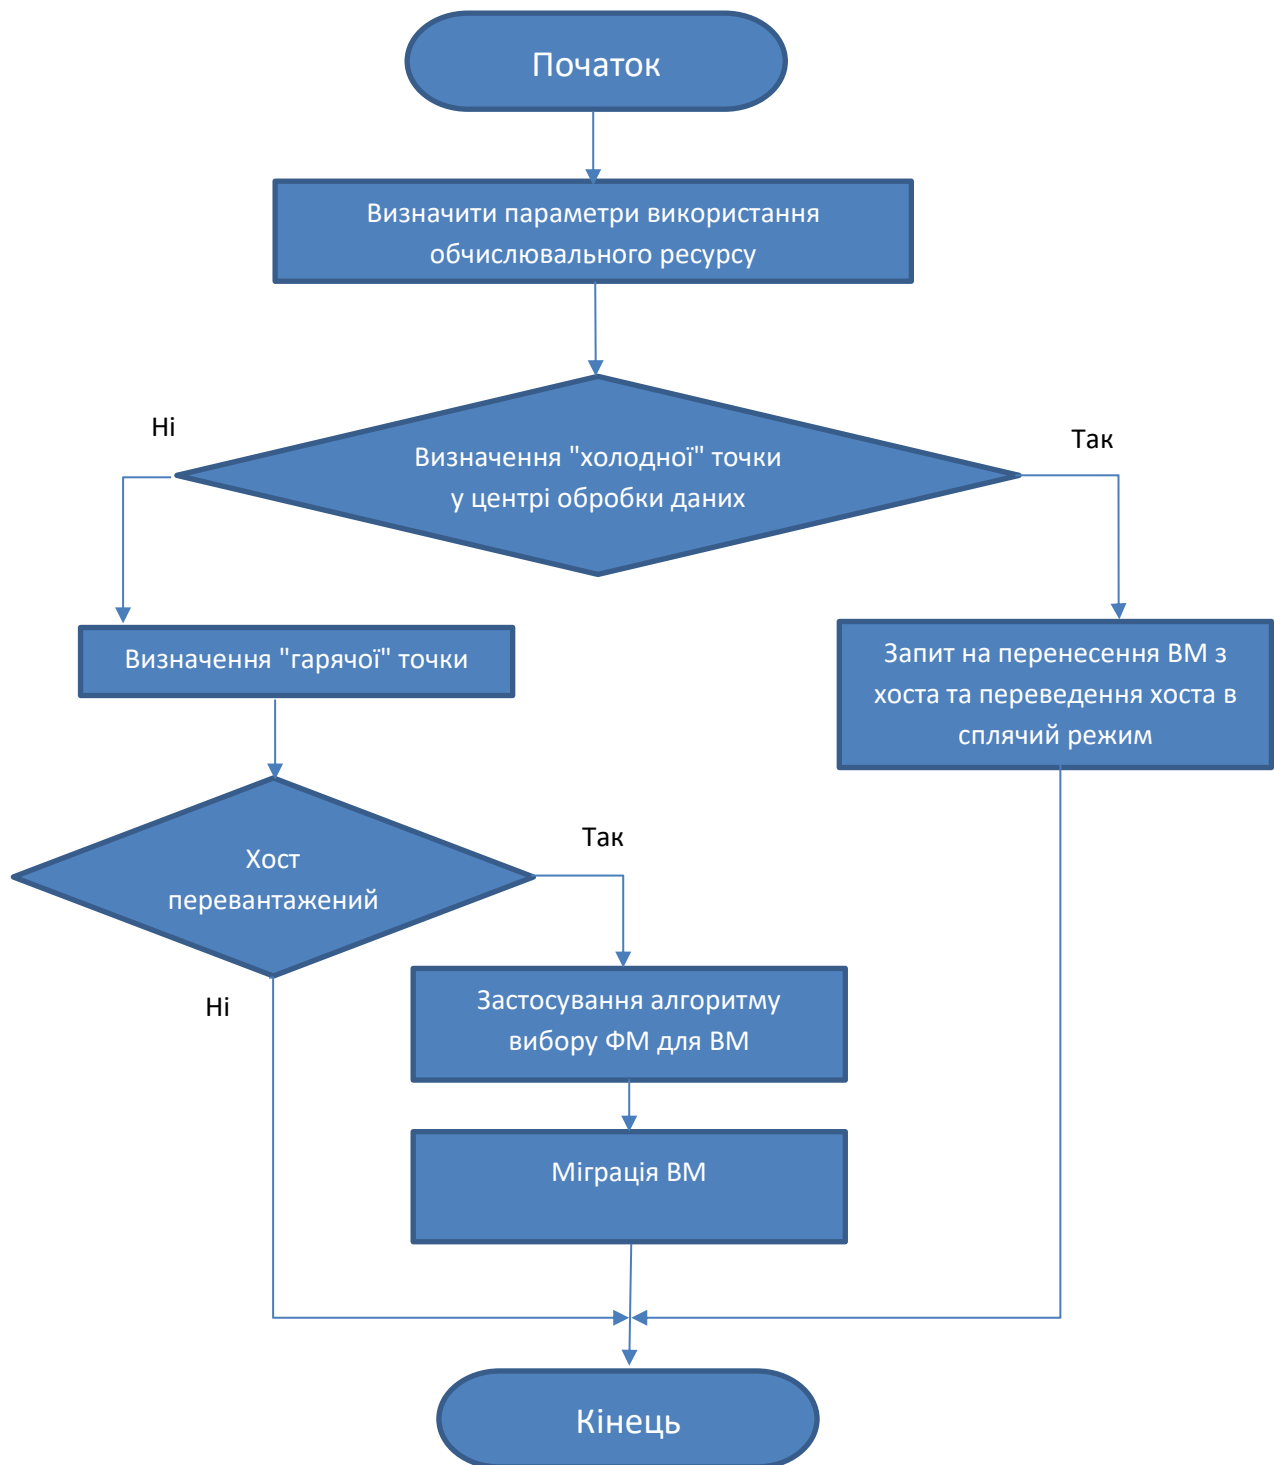 Початок
Визначити параметри використання
обчислювального ресурсу
Ні
Так
Визначення "холодної" точки
у центрі обробки даних
Визначення "гарячої" точки
Запит на перенесення ВМ з
хоста та переведення хоста в
сплячий режим
Так
Хост
перевантажений
Ні
Застосування алгоритму
вибору ФМ для ВМ
Міграція ВМ
Кінець